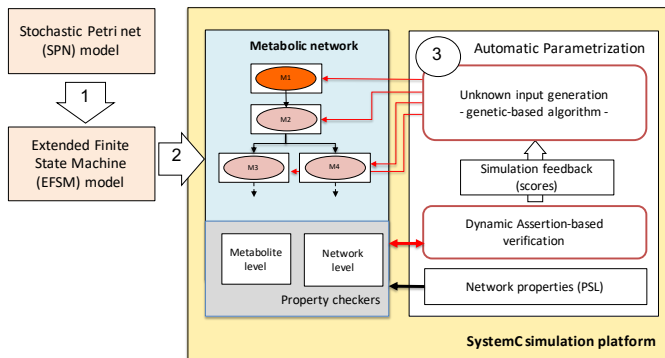 Stochastic Petri net
(SPN) model
1
Extended Finite
State Machine
(EFSM) model
2
Metabolic network
M1
M2
M3
M4
Metabolite
level
Network
level
Property checkers
3
Automatic Parametrization
Unknown input generation
- genetic-based algorithm -
Simulation feedback
(scores)
Dynamic Assertion-based
verification
Network properties (PSL)
SystemC simulation platform